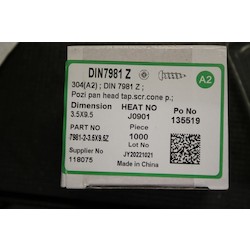 DIN7981 Z
A2
304(A2) ; DIN 7981 Z ;
Pozi pan head tap.scr.cone p.;
Dimension HEAT NO Po No
3.5X9.5 J0901 135519
PART NO Piece
7981-2-3.5X9.5Z 1000
Supplier No Lot No
118075 JY20221021
Made in China